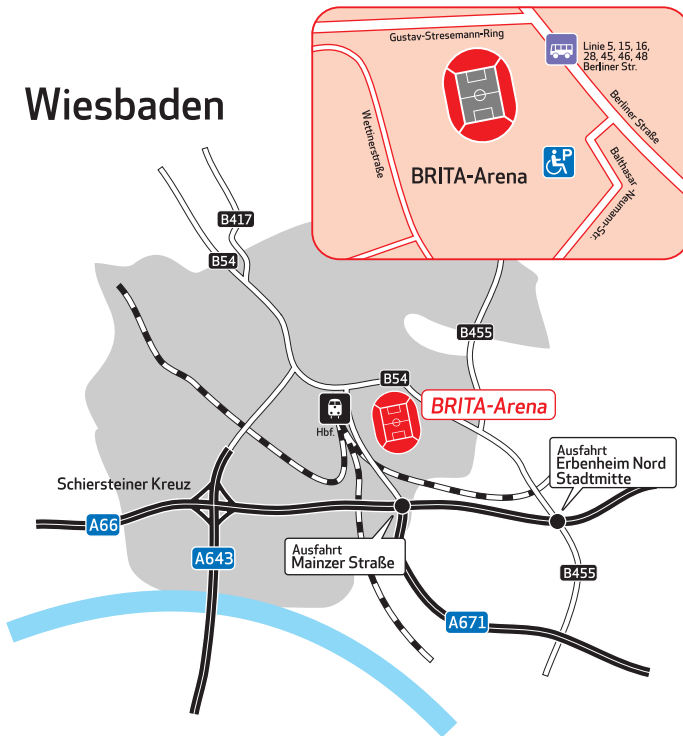 Wiesbaden
Gustav-Stresemann-Ring
Linie 5, 15, 16,
28, 45, 46, 48
Berliner Str.
Wettinerstraße
Berliner Straße
P
BRITA-Arena
Balthasar
-Neumann-Str.
B417
B54
B455
B54
BRITA-Arena
Hbf.
Ausfahrt
Erbenheim Nord
Stadtmitte
Schiersteiner Kreuz
A66
A643
Ausfahrt
Mainzer Straße
B455
A671